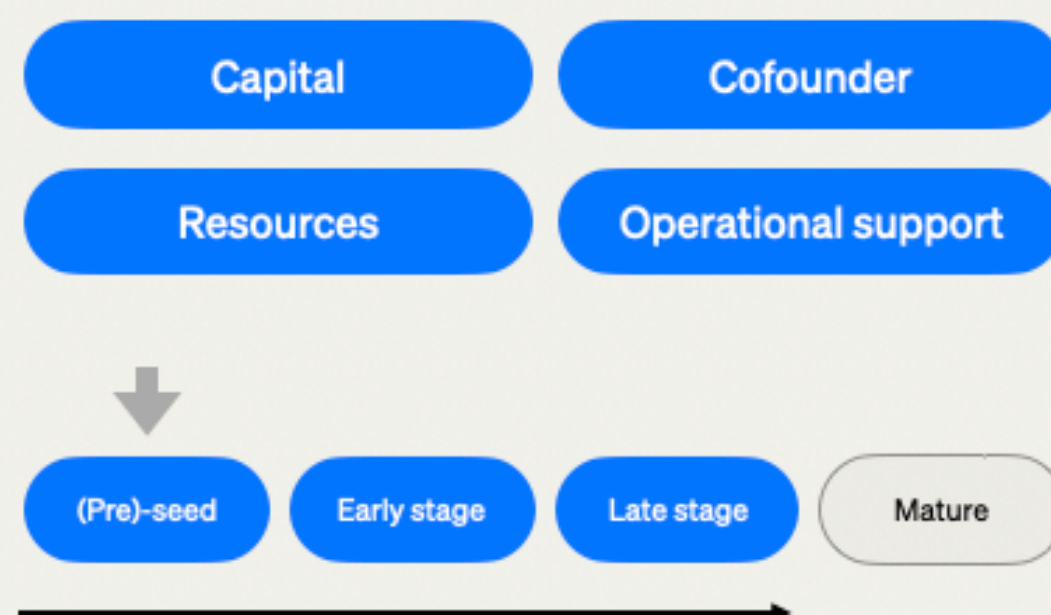 Capital
Cofounder
Resources
Operational support
(Pre)-seed
Early stage
Late stage
Mature